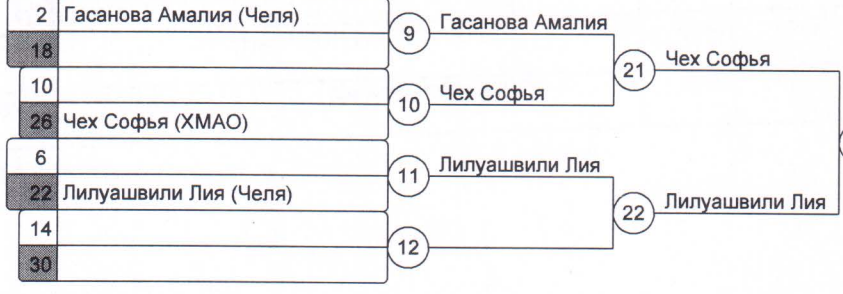 2 Гасанова Амалия (Челя)
18
9 Гасанова Амалия
10
26 Чех Софья (ХМАО)
10 Чех Софья
21 Чех Софья
6
22 Лилуашвили Лия (Челя)
11 Лилуашвили Лия
14
30
12
22 Лилуашвили Лия